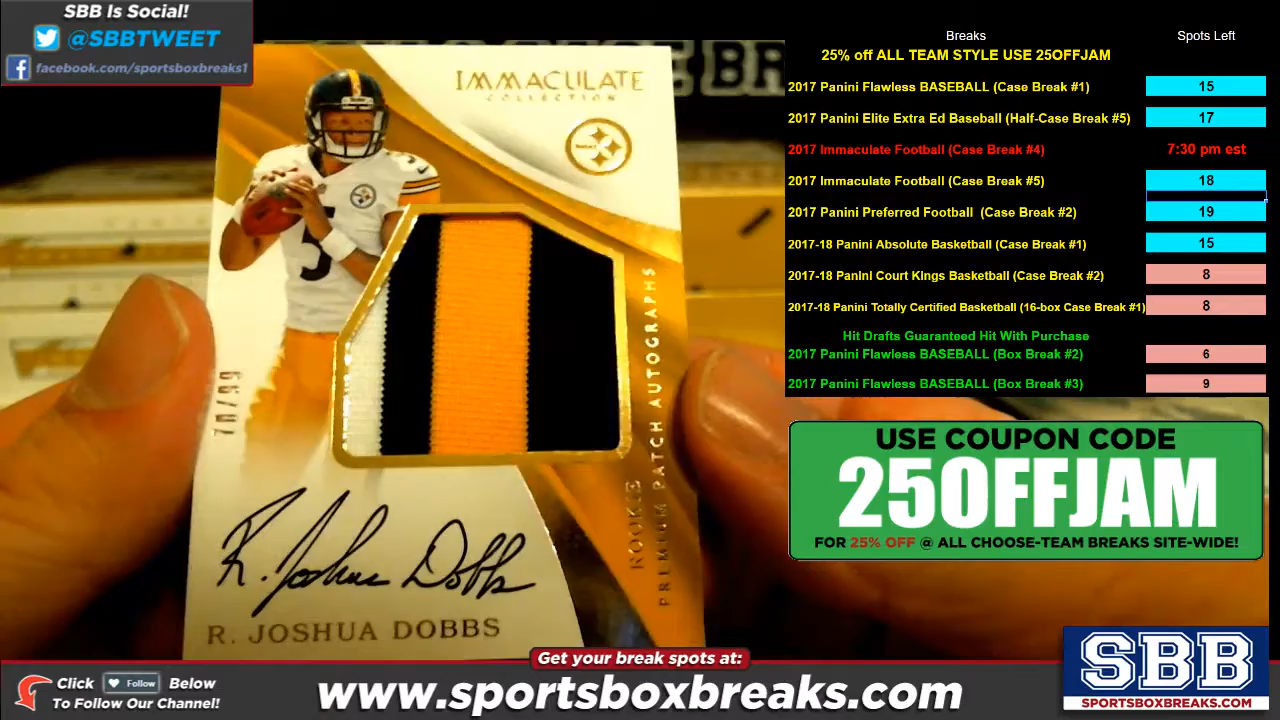 SBB Is Social!
@SBBTWEET
facebook.com/sportsboxbreaks1
IMMACULATE
COLLECTION
Steelers
5
70/99
ROOKIE
PREMIUM PATCH AUTOGRAPHS
R. Joshua Dobbs
R. JOSHUA DOBBS
Breaks Spots Left
25% off ALL TEAM STYLE USE 25OFFJAM
2017 Panini Flawless BASEBALL (Case Break #1) 15
2017 Panini Elite Extra Ed Baseball (Half-Case Break #5) 17
2017 Immaculate Football (Case Break #4) 7:30 pm est
2017 Immaculate Football (Case Break #5) 18
2017 Panini Preferred Football (Case Break #2) 19
2017-18 Panini Absolute Basketball (Case Break #1) 15
2017-18 Panini Court Kings Basketball (Case Break #2) 8
2017-18 Panini Totally Certified Basketball (16-box Case Break #1) 8
Hit Drafts Guaranteed Hit With Purchase
2017 Panini Flawless BASEBALL (Box Break #2) 6
2017 Panini Flawless BASEBALL (Box Break #3) 9
USE COUPON CODE
25OFFJAM
FOR 25% OFF @ ALL CHOOSE-TEAM BREAKS SITE-WIDE!
Get your break spots at:
Click Follow Below
To Follow Our Channel!
www.sportsboxbreaks.com
SBB
SPORTSBOXBREAKS.COM